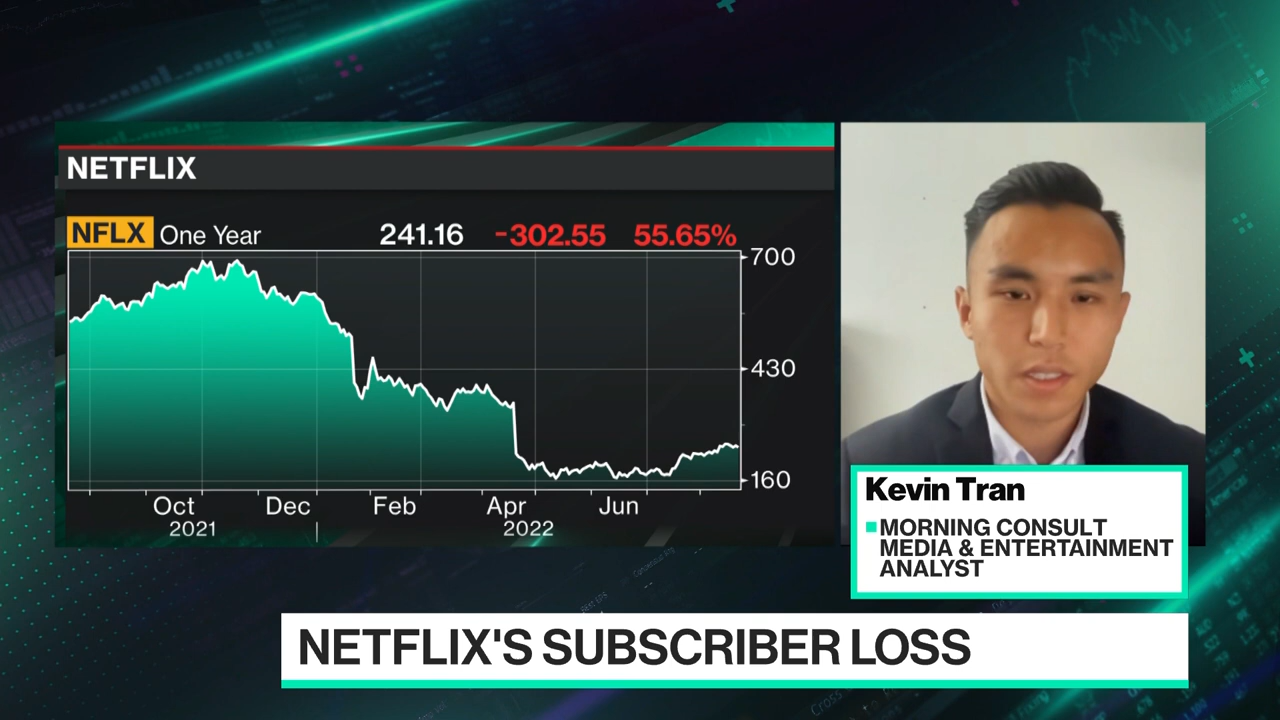 NETFLIX
NFLX One Year 241.16 -302.55 55.65%
700
430
160
Oct Dec Feb Apr Jun
2021 2022
Kevin Tran
MORNING CONSULT
MEDIA & ENTERTAINMENT
ANALYST
NETFLIX'S SUBSCRIBER LOSS